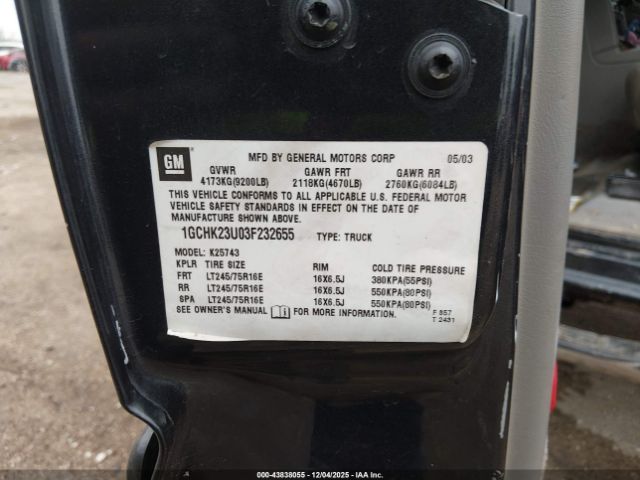 GM
MFD BY GENERAL MOTORS CORP 05/03
GVWR GAWR FRT GAWR RR
4173KG(9200LB) 2118KG(4670LB) 2760KG(6084LB)
THIS VEHICLE CONFORMS TO ALL APPLICABLE U.S. FEDERAL MOTOR
VEHICLE SAFETY STANDARDS IN EFFECT ON THE DATE OF
MANUFACTURE SHOWN ABOVE.
1GCHK23U03F232655 TYPE: TRUCK
MODEL: K25743
KPLR TIRE SIZE RIM COLD TIRE PRESSURE
FRT LT245/75R16E 16X6.5J 380KPA(55PSI)
RR LT245/75R16E 16X6.5J 550KPA(80PSI)
SPA LT245/75R16E 16X6.5J 550KPA(80PSI)
SEE OWNER'S MANUAL FOR MORE INFORMATION.
F 857
T 2431
STOCK: 43838055 - 12/04/2025 - IAAC Inc.